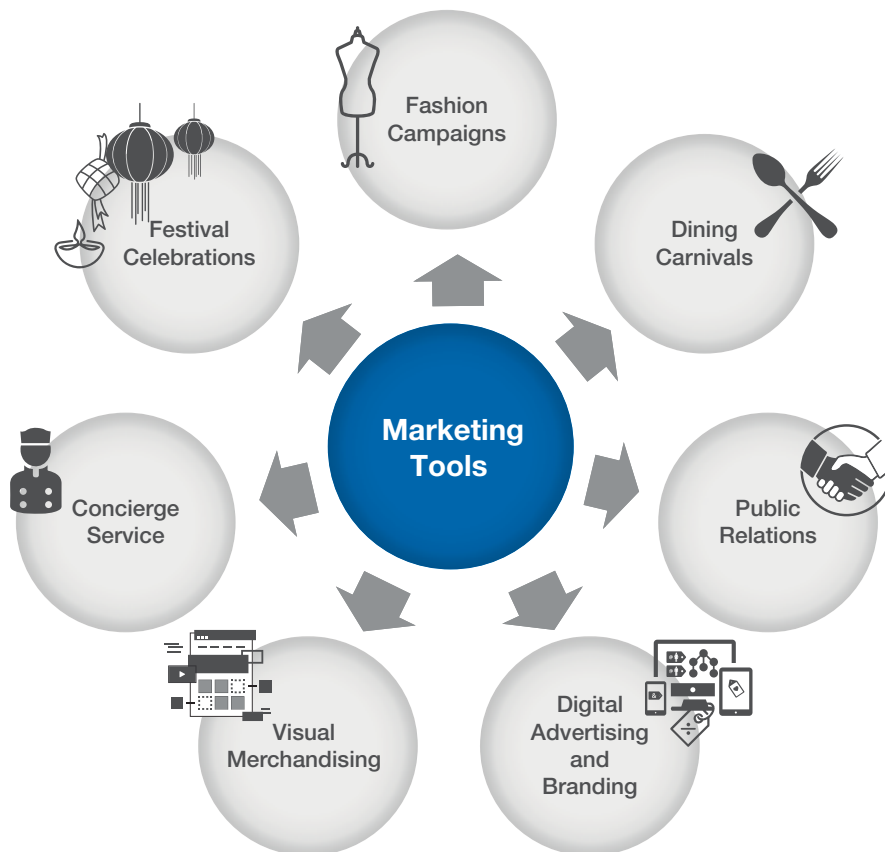 Fashion
Campaigns
Festival
Celebrations
Dining
Carnivals
Marketing
Tools
Concierge
Service
Public
Relations
Visual
Merchandising
Digital
Advertising
and
Branding